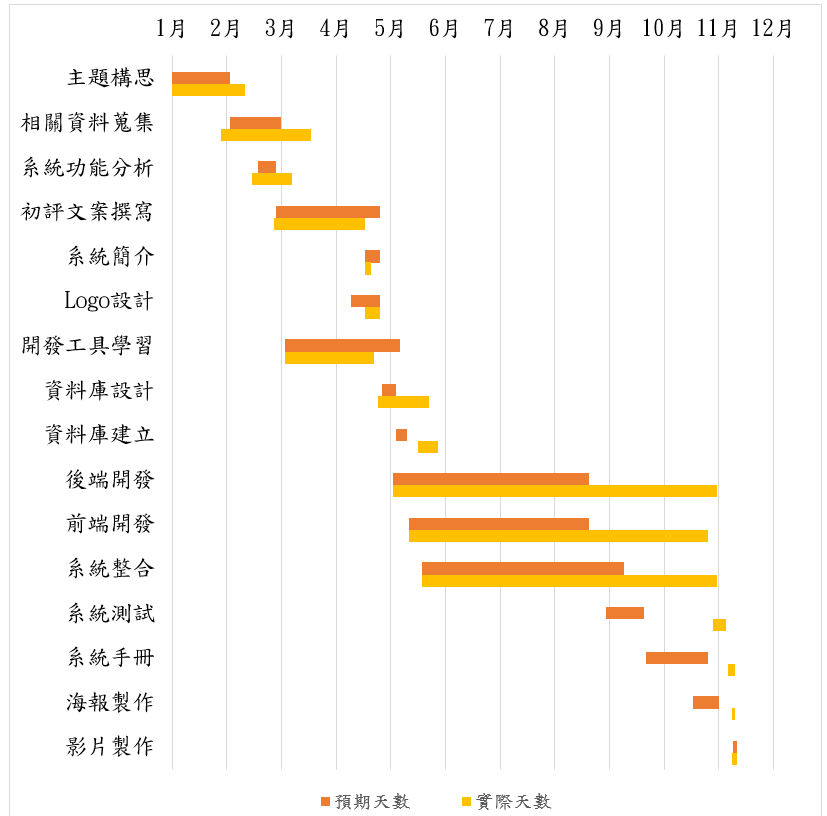 1月 2月 3月 4月 5月 6月 7月 8月 9月 10月 11月 12月
主題構思
相關資料蒐集
系統功能分析
初評文案撰寫
系統簡介
Logo設計
開發工具學習
資料庫設計
資料庫建立
後端開發
前端開發
系統整合
系統測試
系統手冊
海報製作
影片製作
預期天數 實際天數